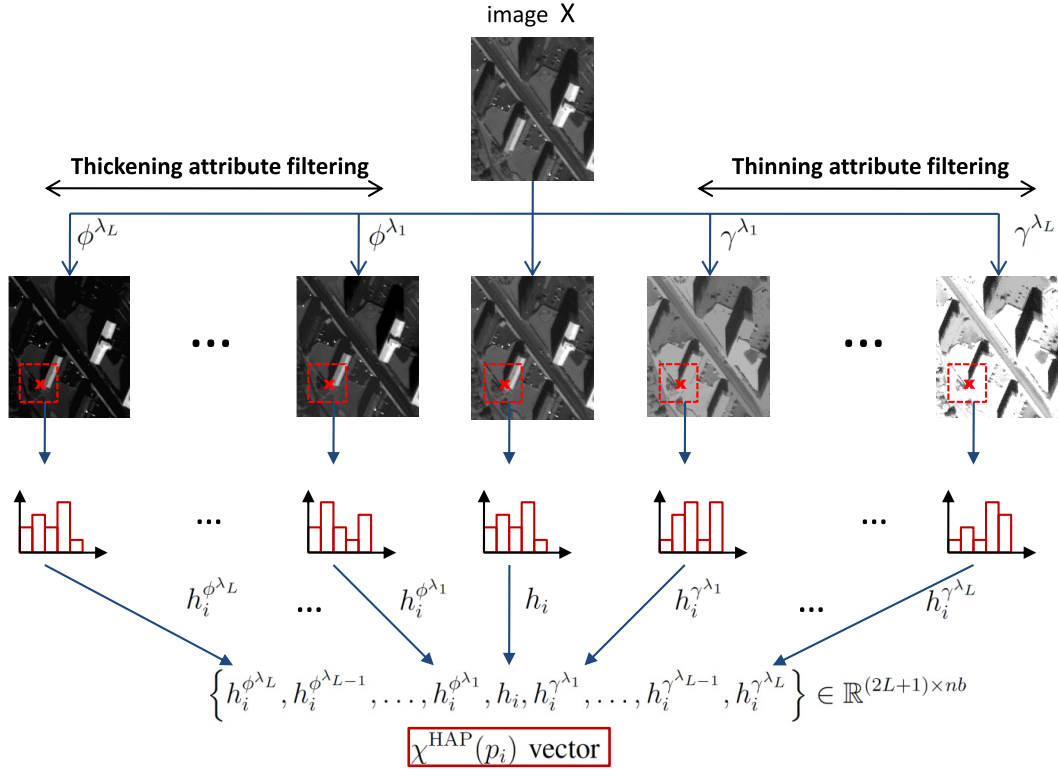 image X
Thickening attribute filtering Thinning attribute filtering
ϕ^{λ_L} ϕ^{λ_1} γ^{λ_1} γ^{λ_L}
... ...
x x x x x
... ...
h_i^{ϕ^{λ_L}} ... h_i^{ϕ^{λ_1}} h_i h_i^{γ^{λ_1}} ... h_i^{γ^{λ_L}}
{h_i^{ϕ^{λ_L}}, h_i^{ϕ^{λ_{L-1}}}, ..., h_i^{ϕ^{λ_1}}, h_i, h_i^{γ^{λ_1}}, ..., h_i^{γ^{λ_{L-1}}}, h_i^{γ^{λ_L}}} ∈ ℝ^{(2L+1)×nb}
χ^{HAP}(p_i) vector